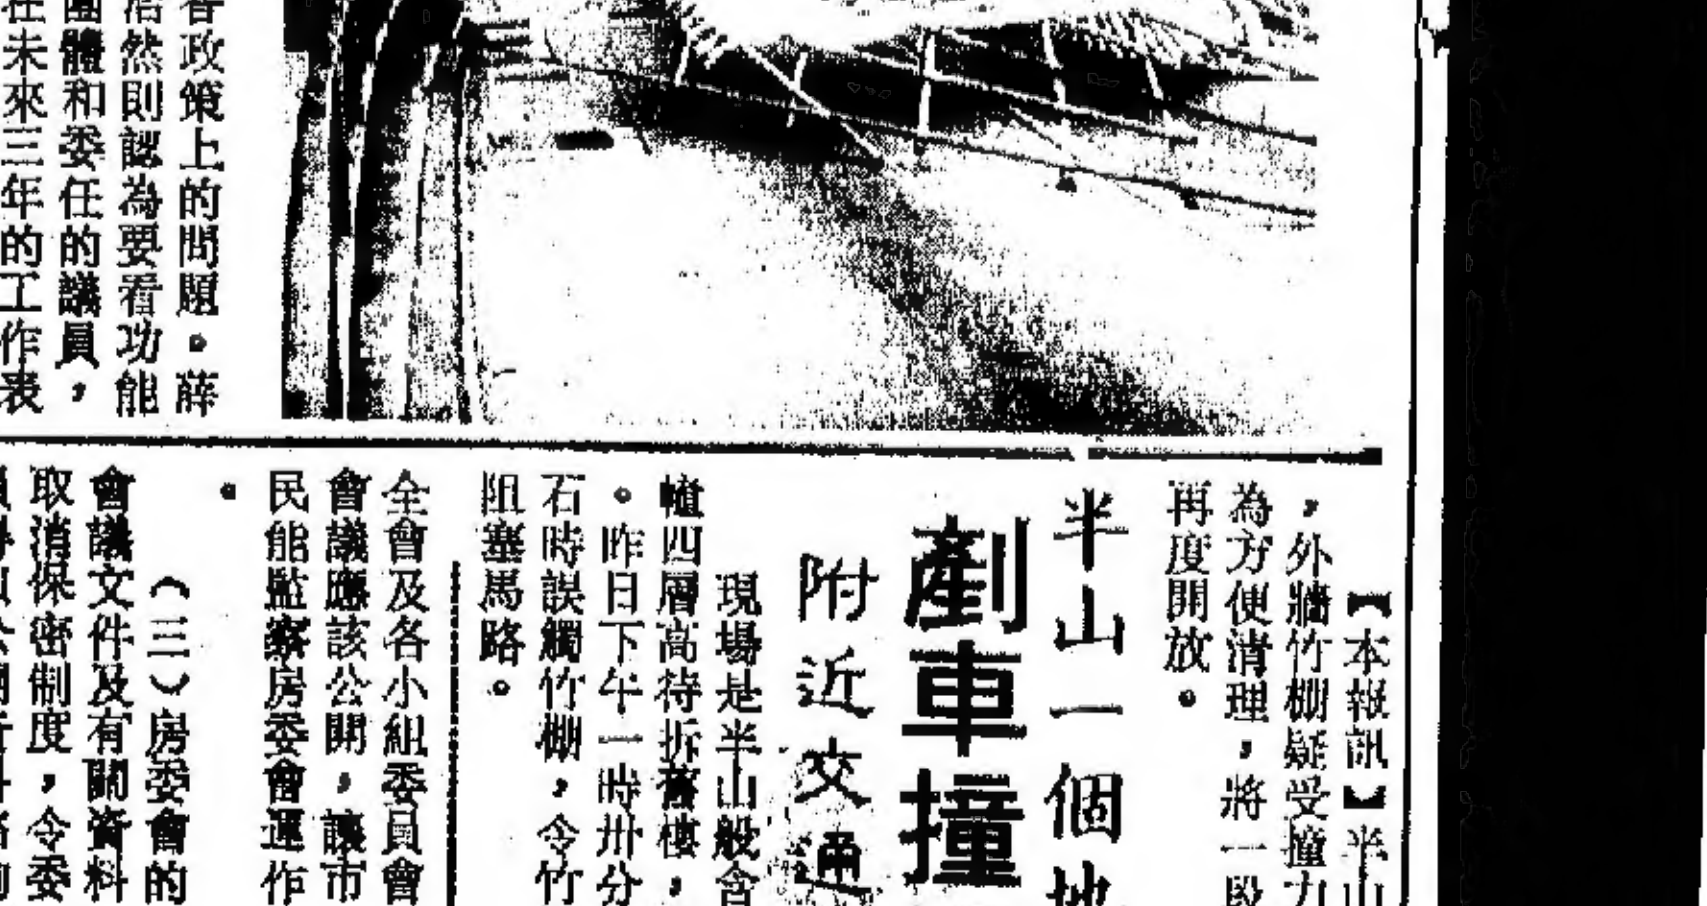 政策上的問題。薛
然則認為要看功能
團體和委任的議員，
在未來三年的工作表
【本報訊】半山
，外牆竹棚疑受撞力
為方便清理，將一段
再度開放。
半山一個地
剷車撞
附近交通
現場是半山般含
幢四層高待拆舊樓，
。昨日下午一時卅分
石時誤觸竹棚，令竹
阻塞馬路。
全會及各小組委員會
會議應該公開，讓市
民能監察房委會運作
。
（三）房委會的
會議文件及有關資料
取消保密制度，令委